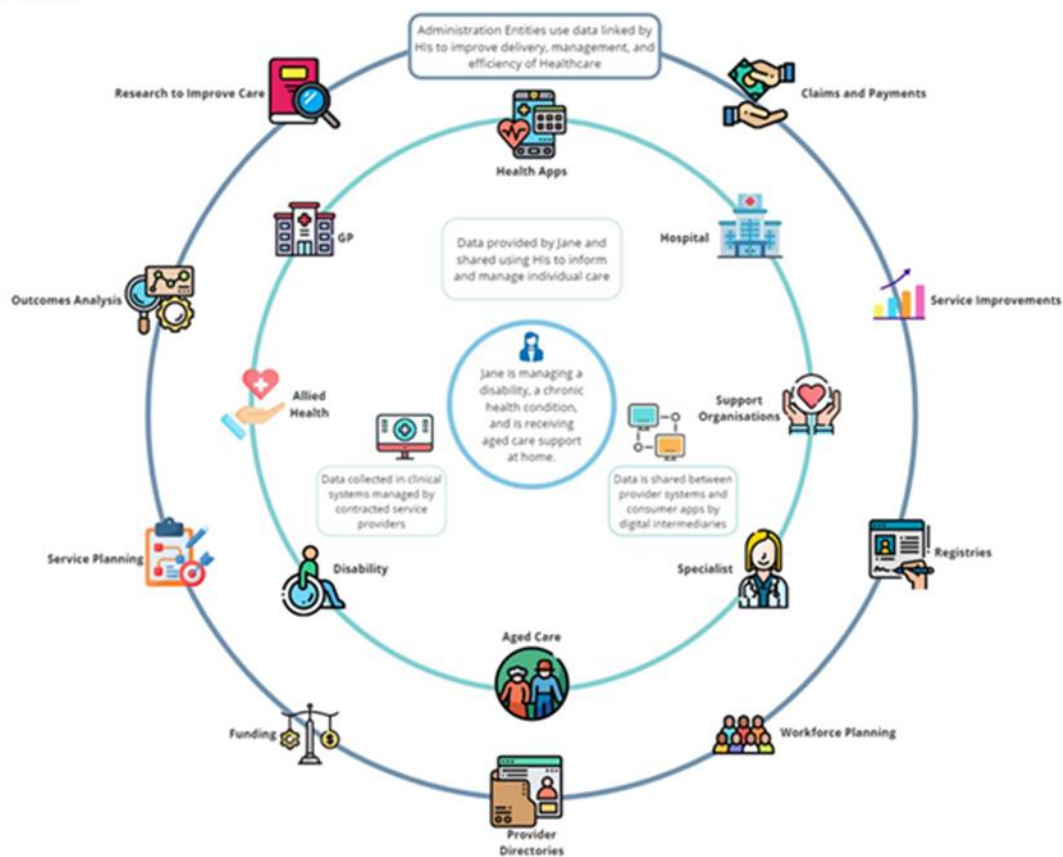 Administration Entities use data linked by
HIs to improve delivery, management, and
efficiency of Healthcare
Research to Improve Care
Claims and Payments
Health Apps
GP
Hospital
Data provided by Jane and
shared using HIs to inform
and manage individual care
Outcomes Analysis
Service Improvements
Jane is managing a
disability, a chronic
health condition,
and is receiving
aged care support
at home.
Allied
Health
Support
Organisations
Data collected in clinical
systems managed by
contracted service
providers
Data is shared between
provider systems and
consumer apps by
digital intermediaries
Service Planning
Disability
Specialist
Registries
Aged Care
Funding
Workforce Planning
Provider
Directories